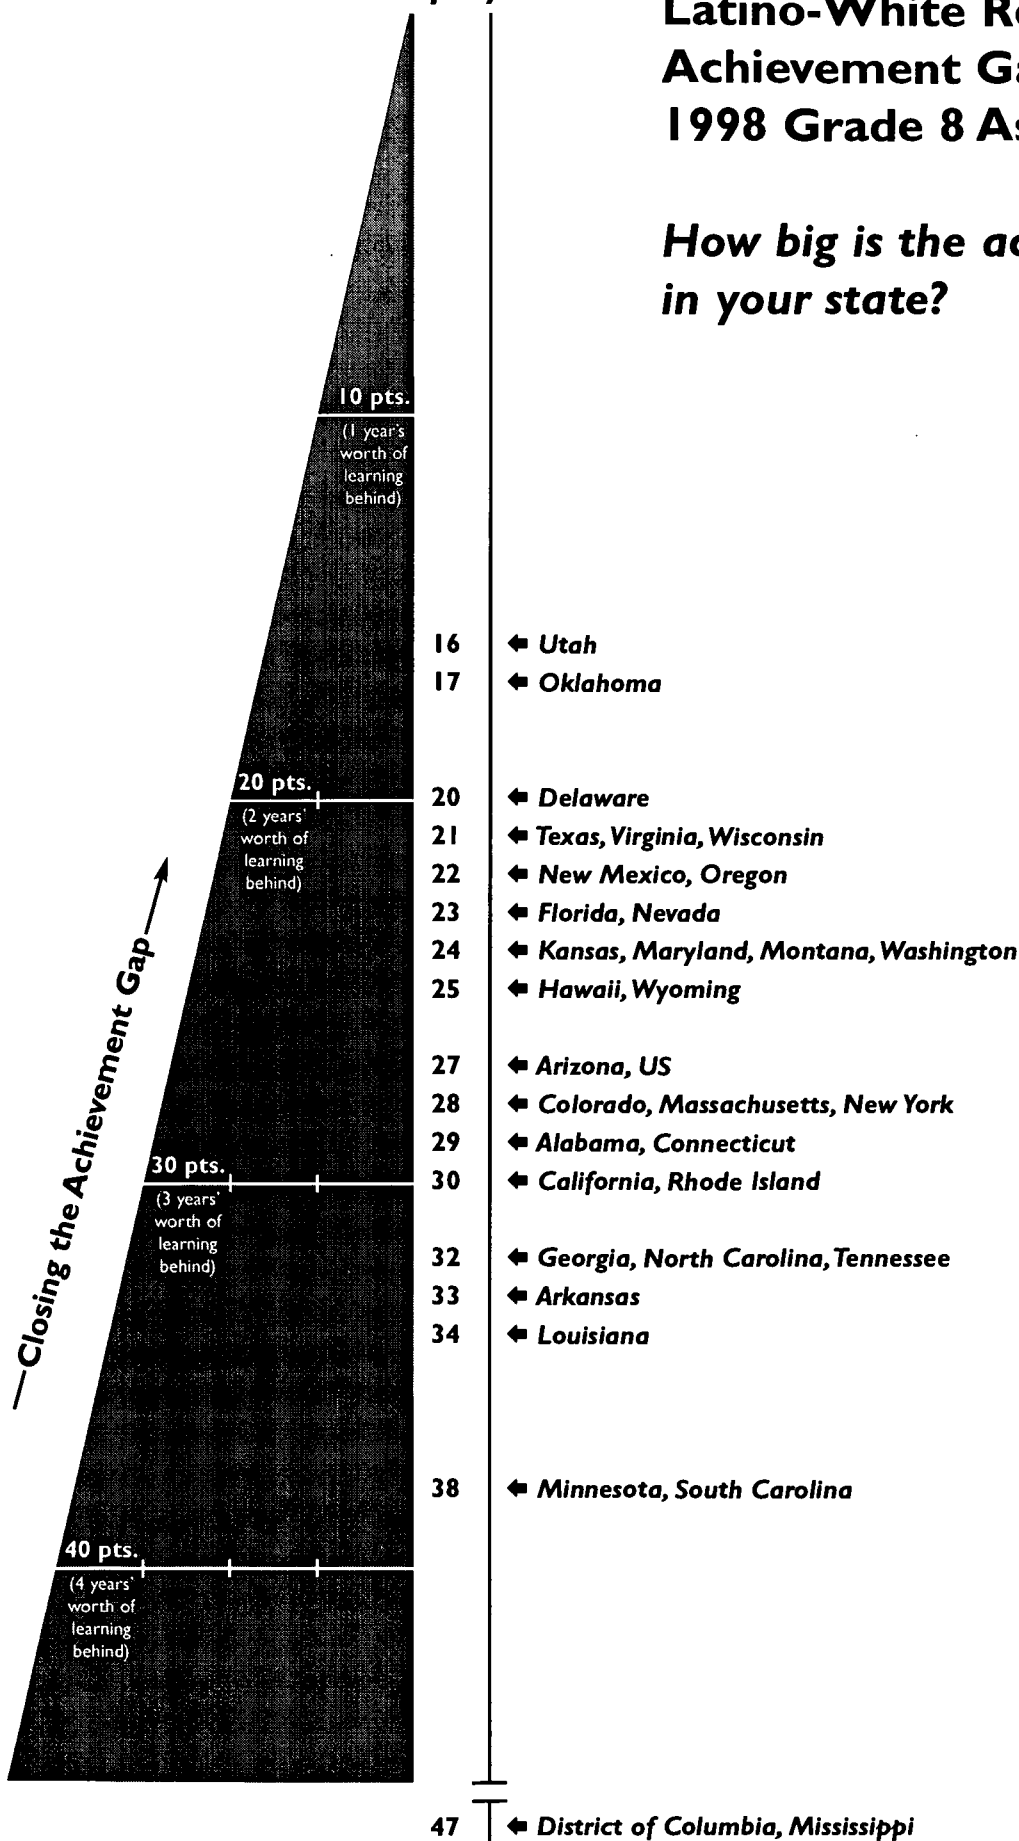 Latino-White
Achievement
1998 Grade 8
How big is the
in your state?
10 pts.
(1 year's
worth of
learning
behind)
16 Utah
17 Oklahoma
20 pts.
(2 years'
worth of
learning
behind)
20 Delaware
21 Texas, Virginia, Wisconsin
22 New Mexico, Oregon
23 Florida, Nevada
24 Kansas, Maryland, Montana, Washington
25 Hawaii, Wyoming
27 Arizona, US
28 Colorado, Massachusetts, New York
29 Alabama, Connecticut
30 pts.
(3 years'
worth of
learning
behind)
30 California, Rhode Island
32 Georgia, North Carolina, Tennessee
33 Arkansas
34 Louisiana
Closing the Achievement Gap
38 Minnesota, South Carolina
40 pts.
(4 years'
worth of
learning
behind)
47 District of Columbia, Mississippi